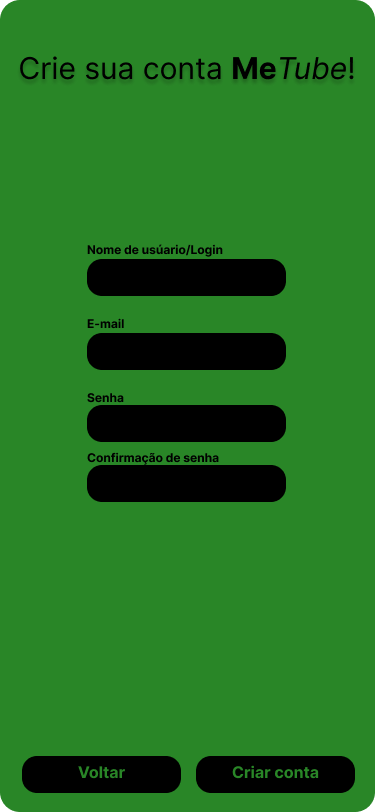 Crie sua conta MeTube!
Nome de usúario/Login
E-mail
Senha
Confirmação de senha
Voltar
Criar conta